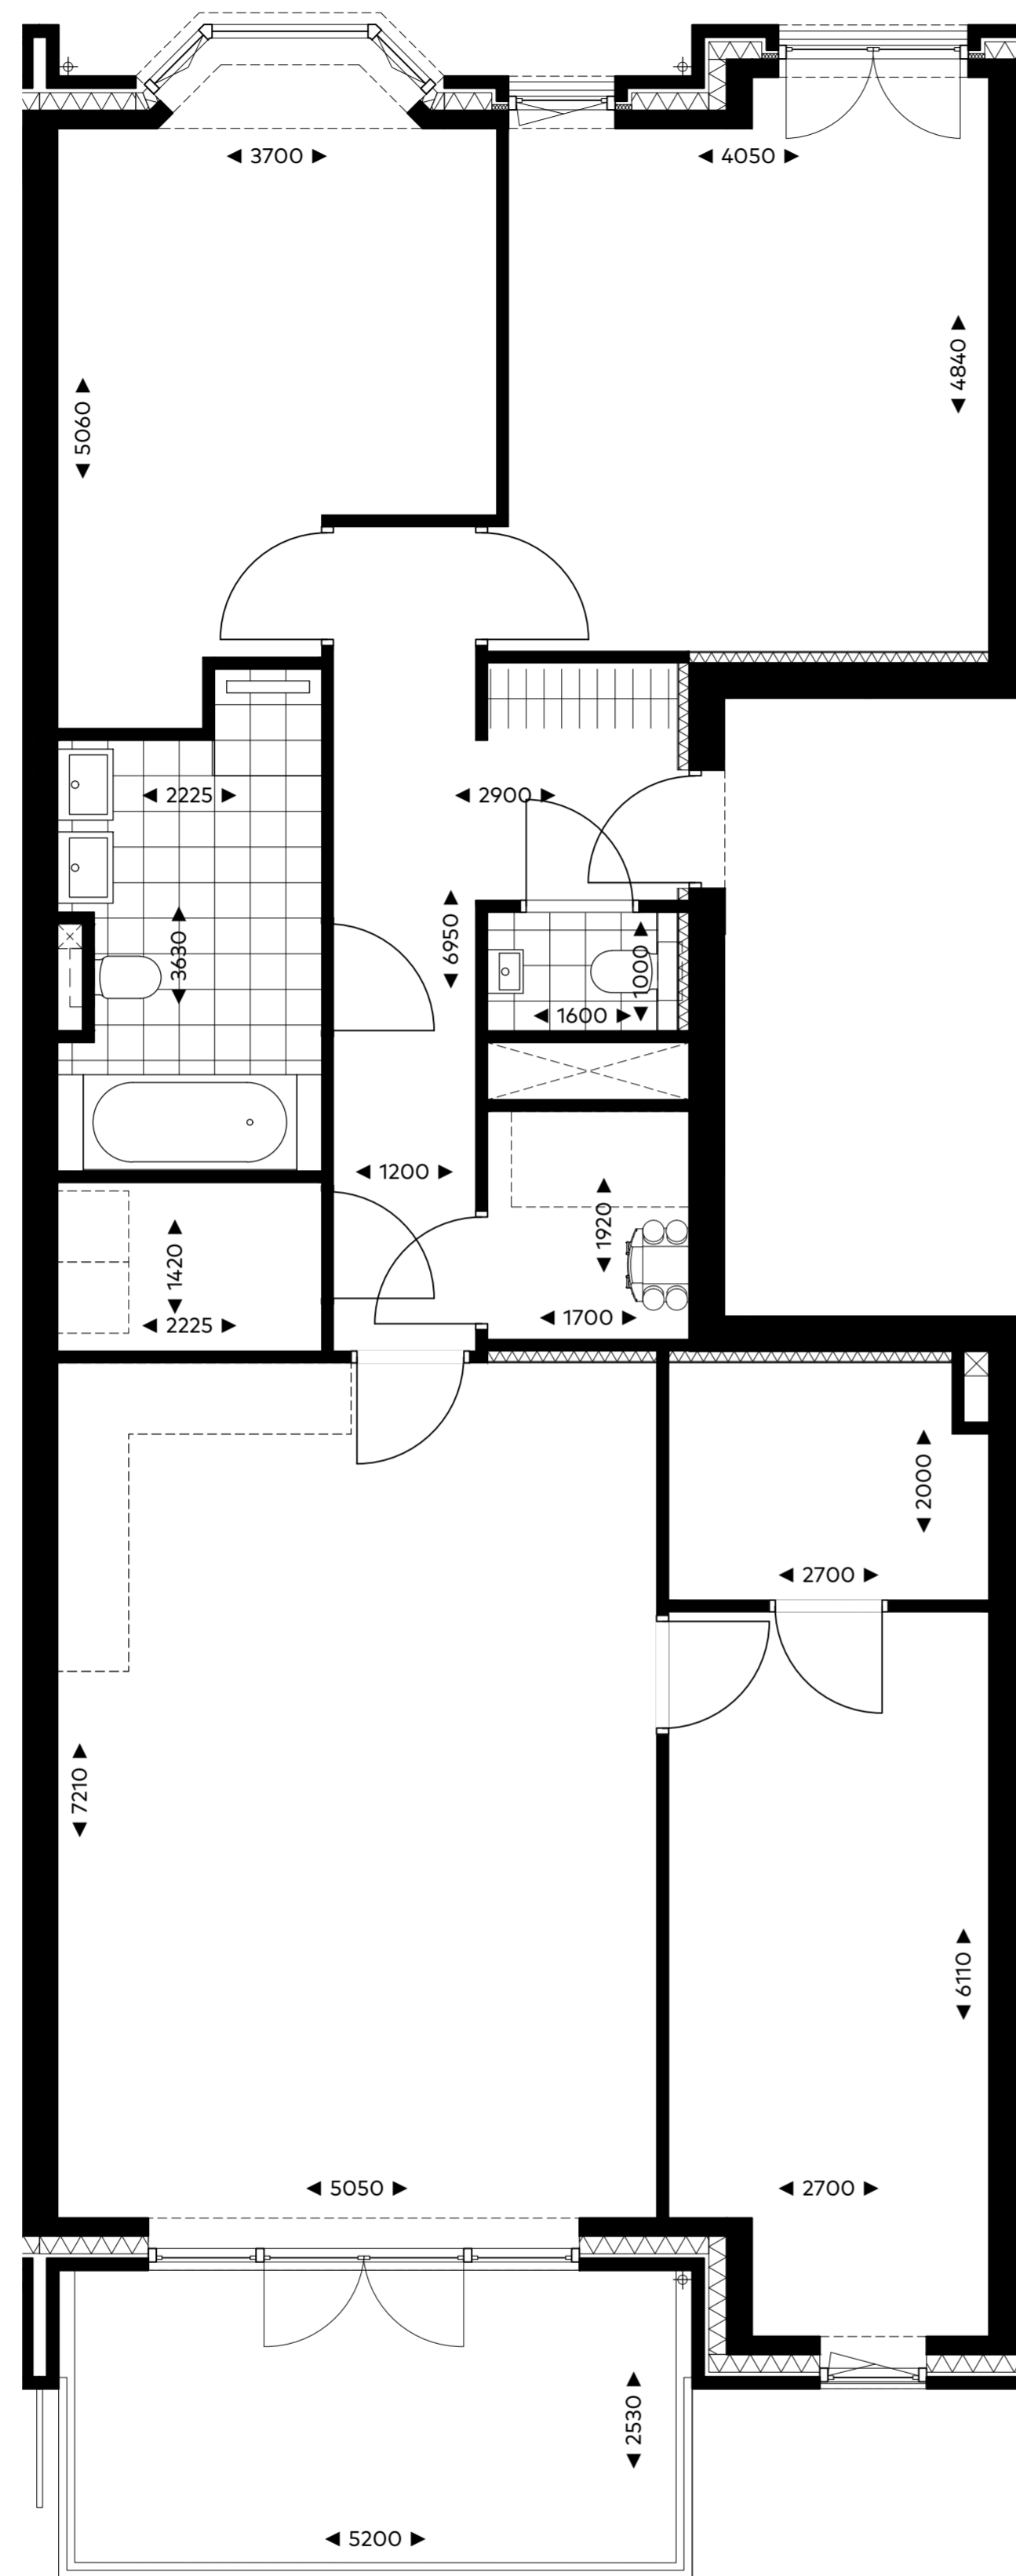 ◄ 3700 ►
◄ 4050 ►
◄ 4840 ►
◄ 5060 ►
◄ 2225 ►
◄ 2900 ►
◄ 3630 ►
◄ 6950 ►
◄ 1000 ►
◄ 1600 ►
◄ 1200 ►
◄ 1920 ►
◄ 1420 ►
◄ 1700 ►
◄ 2225 ►
◄ 2000 ►
◄ 2700 ►
◄ 7210 ►
◄ 6110 ►
◄ 5050 ►
◄ 2700 ►
◄ 2530 ►
◄ 5200 ►